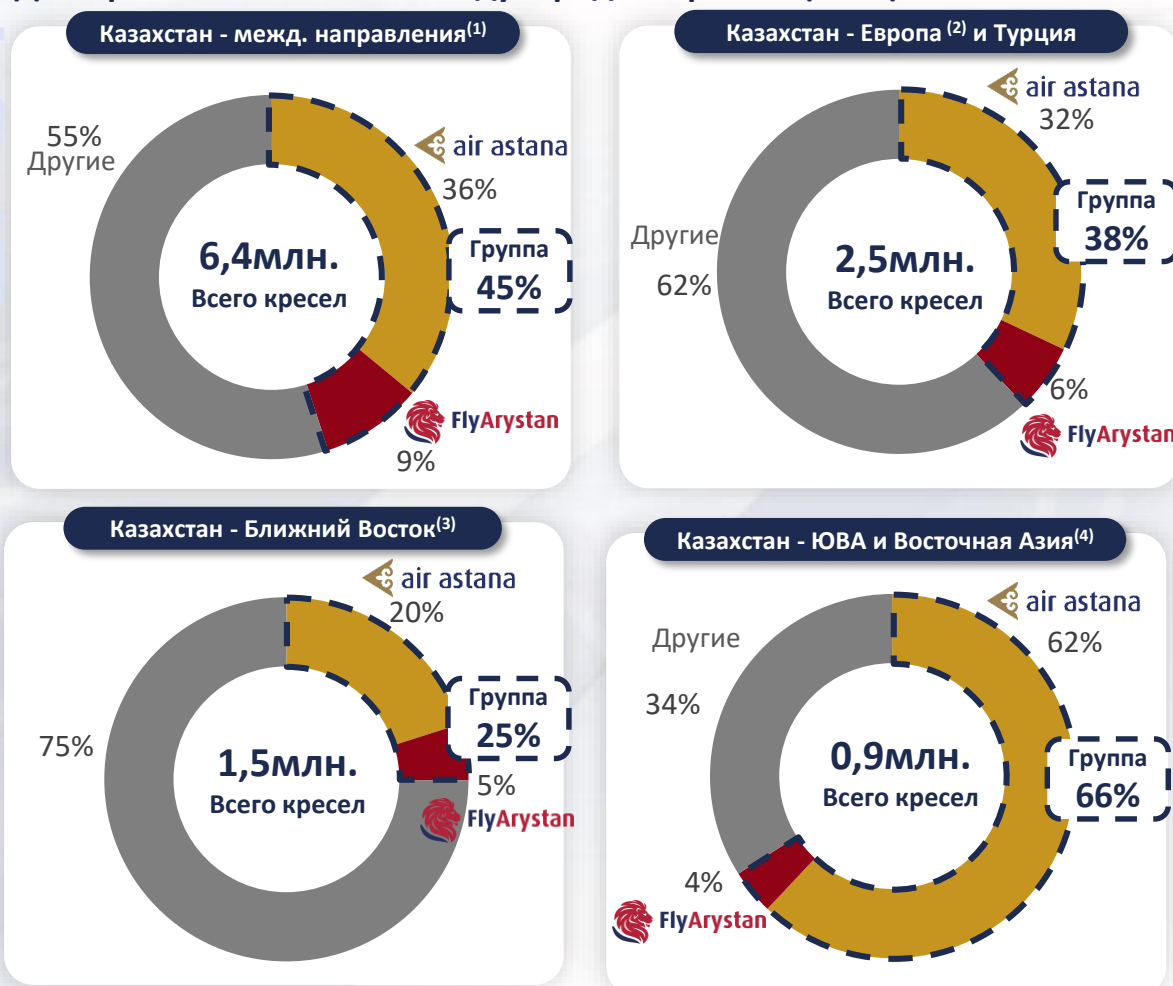 Казахстан - межд. направления(1)
55%
Другие
air astana
36%
6,4млн.
Всего кресел
Группа
45%
FlyArystan
9%
Казахстан - Европа (2) и Турция
air astana
32%
Другие
62%
2,5млн.
Всего кресел
Группа
38%
6%
FlyArystan
Казахстан - Ближний Восток(3)
air astana
20%
75%
1,5млн.
Всего кресел
Группа
25%
5%
FlyArystan
Казахстан - ЮВА и Восточная Азия(4)
air astana
62%
Другие
34%
0,9млн.
Всего кресел
Группа
66%
4%
FlyArystan